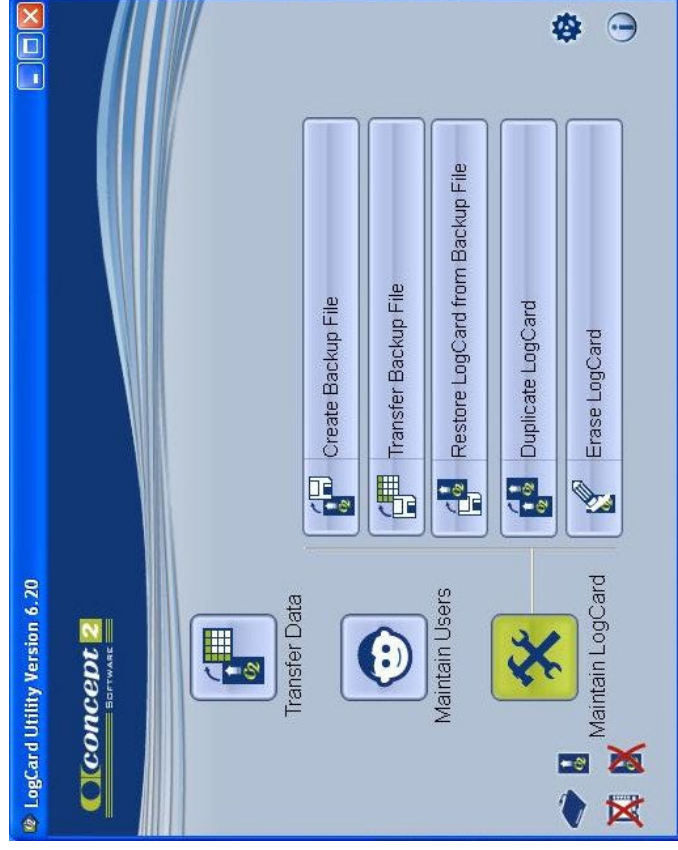 LogCard Utility Version 6.20
concept 2
SOFTWARE
Transfer Data
Maintain Users
Maintain LogCard
Create Backup File
Transfer Backup File
Restore LogCard from Backup File
Duplicate LogCard
Erase LogCard